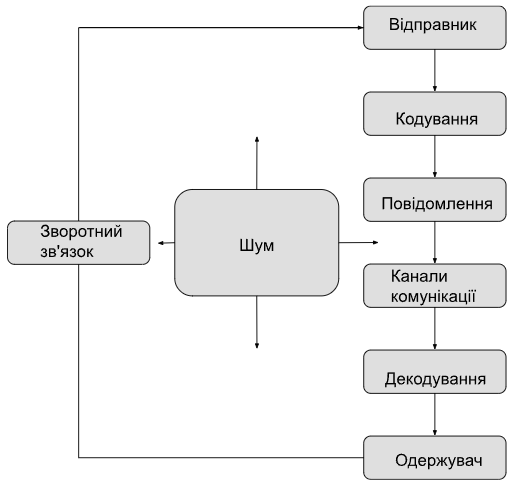 Відправник
Кодування
Повідомлення
Зворотний
зв'язок
Шум
Канали
комунікації
Декодування
Одержувач